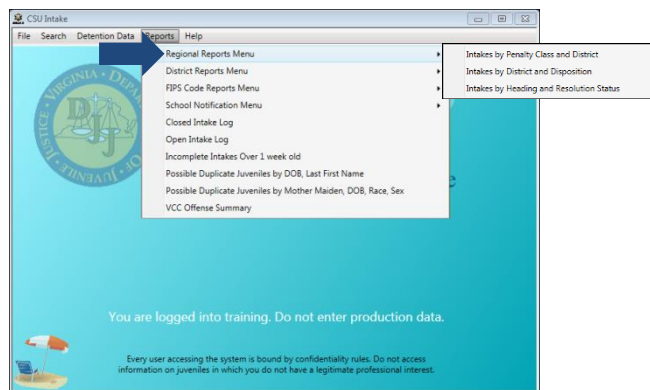 CSU Intake
File Search Detention Data Reports Help
Regional Reports Menu
District Reports Menu
FIPS Code Reports Menu
School Notification Menu
Closed Intake Log
Open Intake Log
Incomplete Intakes Over 1 week old
Possible Duplicate Juveniles by DOB, Last First Name
Possible Duplicate Juveniles by Mother Maiden, DOB, Race, Sex
VCC Offense Summary
Intakes by Penalty Class and District
Intakes by District and Disposition
Intakes by Heading and Resolution Status
VIRGINIA
DJJ
JUSTICE
OF JUVENILE
You are logged into training. Do not enter production data.
Every user accessing the system is bound by confidentiality rules. Do not access
information on juveniles in which you do not have a legitimate professional interest.